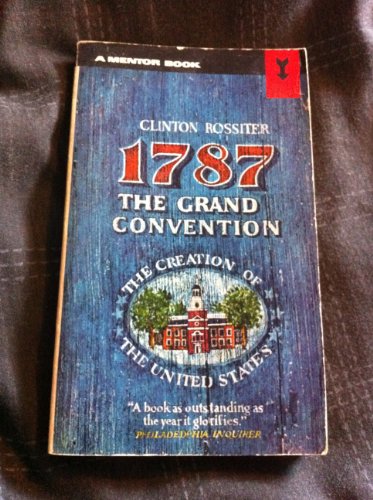 A MENTOR BOOK
CLINTON ROSSITER
1787
THE GRAND
CONVENTION
THE CREATION OF
THE UNITED STATES
"A book as outstanding as
the year it glorifies."
PHILADELPHIA INQUIRER